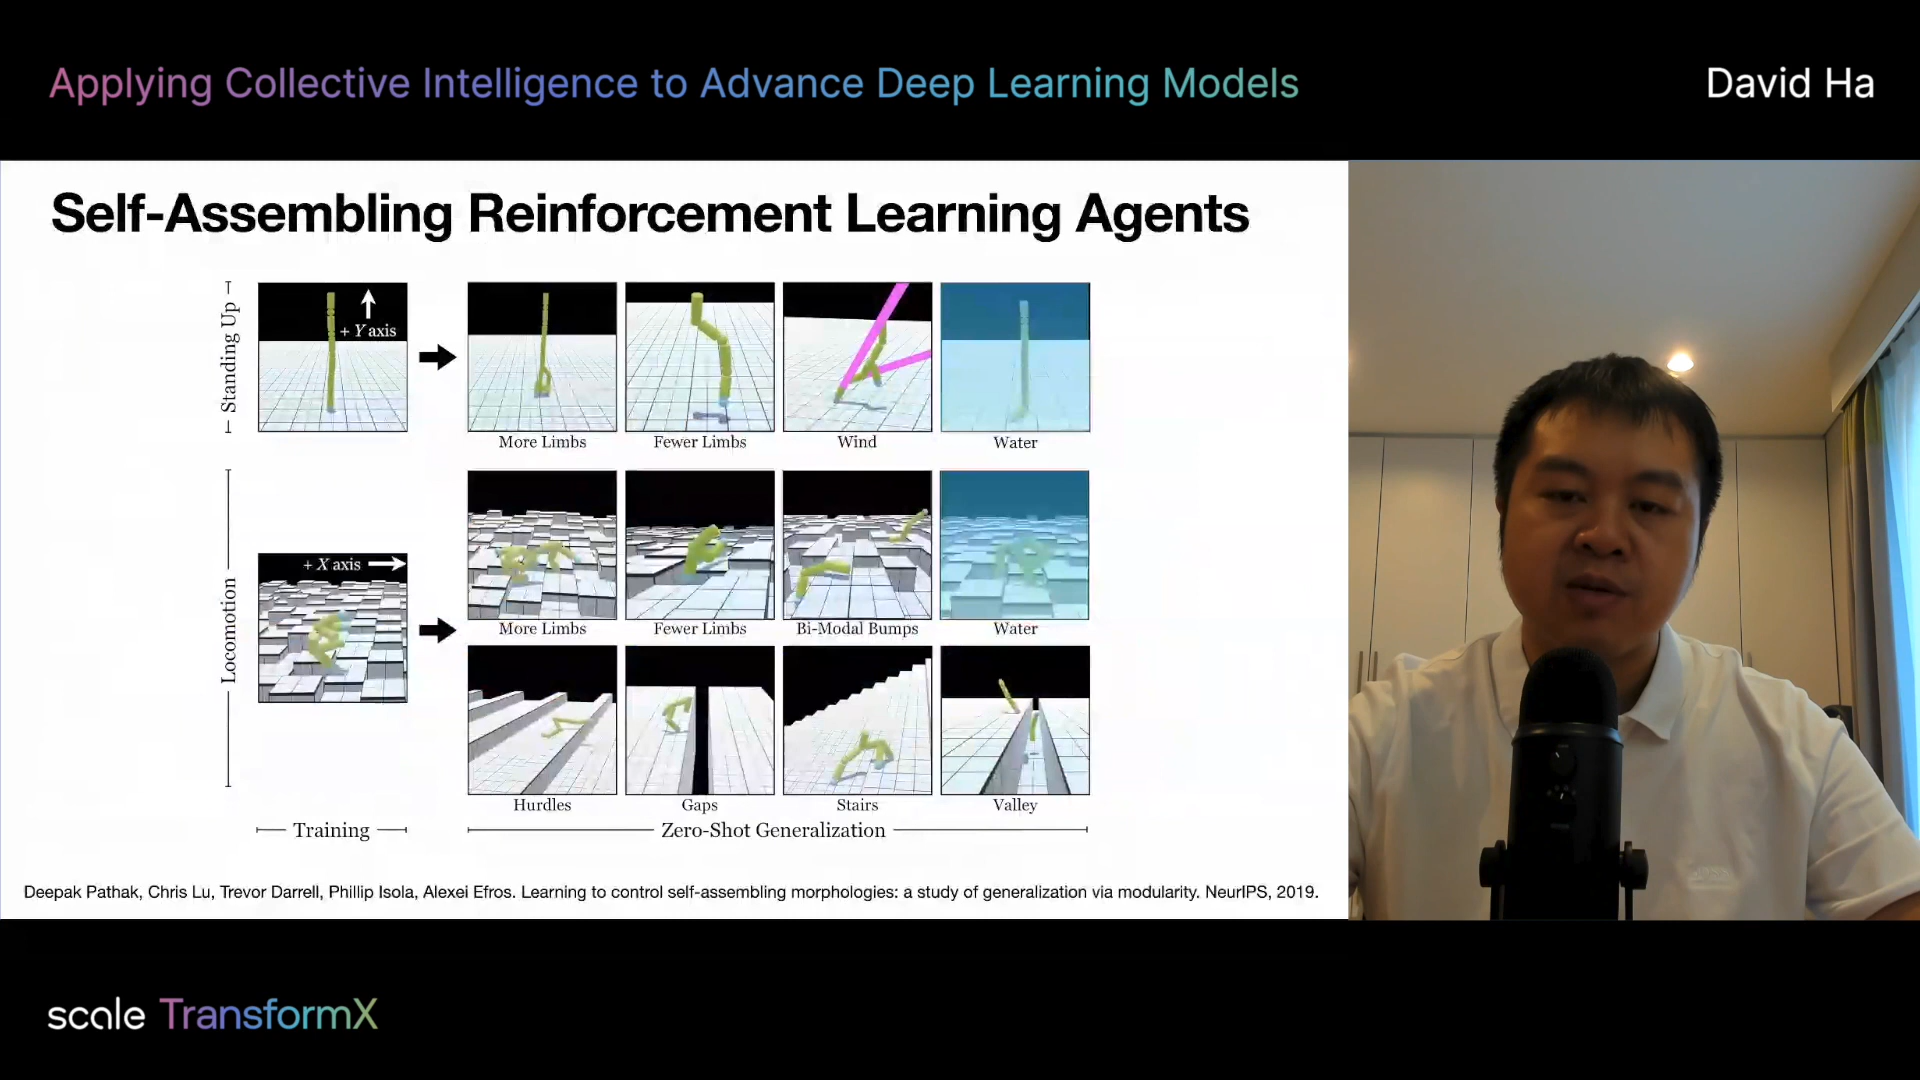 Applying Collective Intelligence to Advance Deep Learning Models
David Ha
Self-Assembling Reinforcement Learning Agents
Standing Up
+ Y axis
More Limbs
Fewer Limbs
Wind
Water
Locomotion
+ X axis
More Limbs
Fewer Limbs
Bi-Modal Bumps
Water
Hurdles
Gaps
Stairs
Valley
Training
Zero-Shot Generalization
Deepak Pathak, Chris Lu, Trevor Darrell, Phillip Isola, Alexei Efros. Learning to control self-assembling morphologies: a study of generalization via modularity. NeurIPS, 2019.
scale TransformX